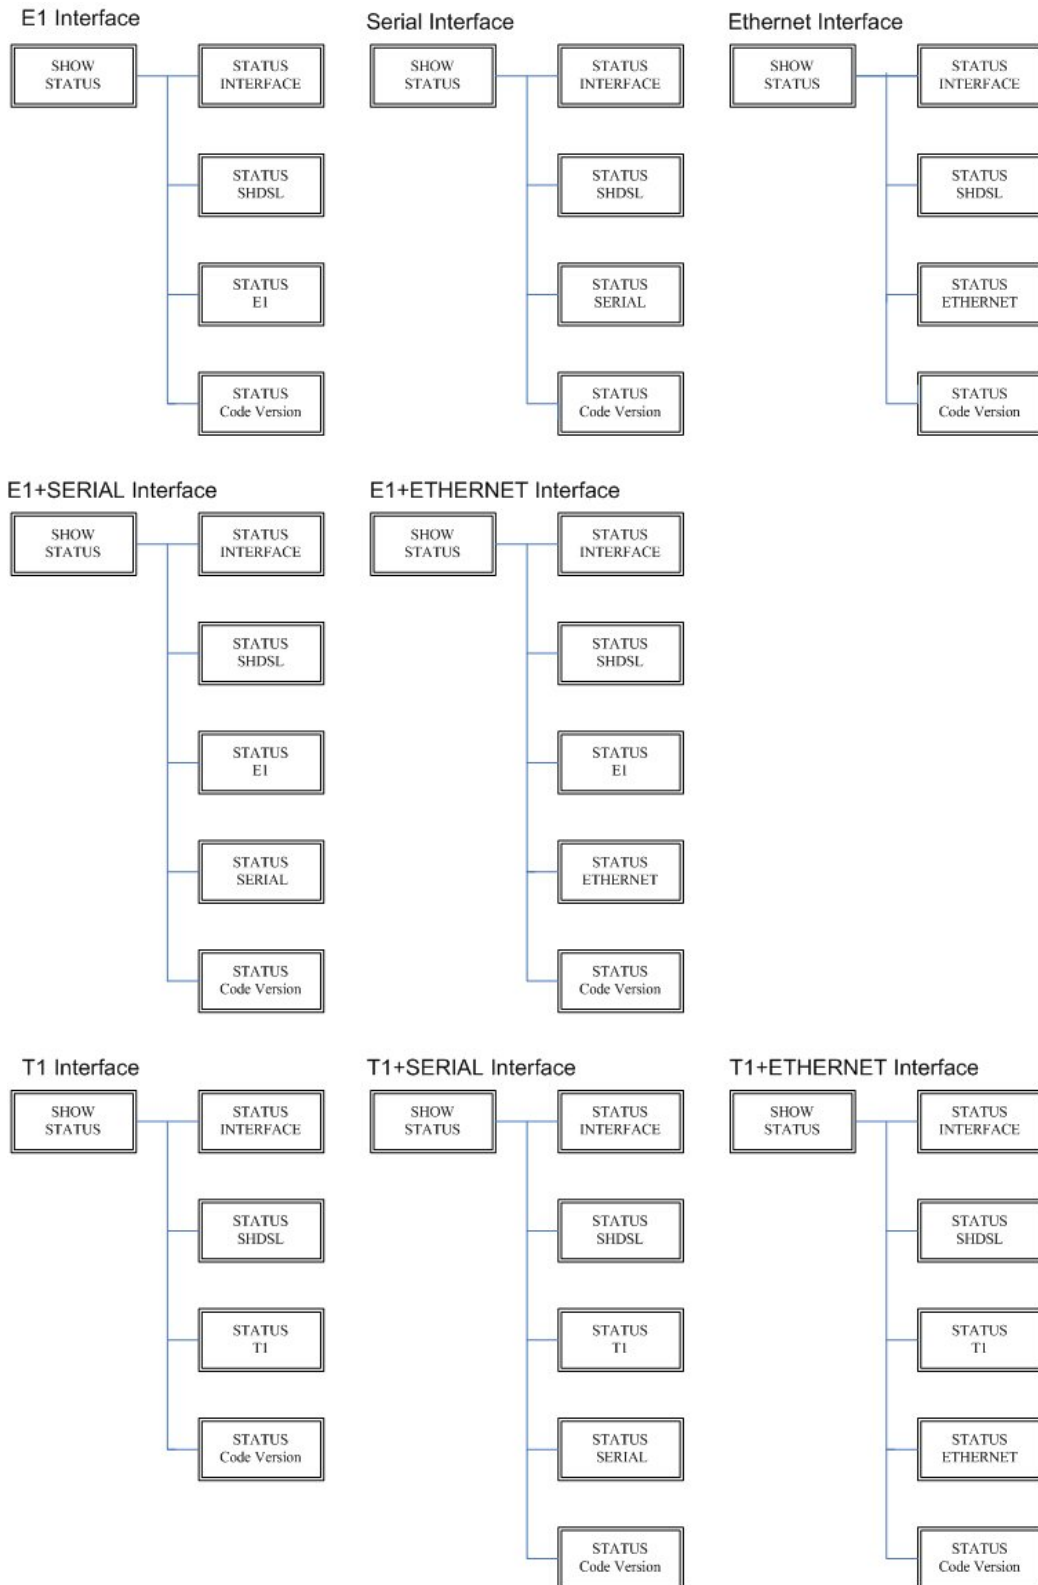 E1 Interface
SHOW
STATUS
STATUS
INTERFACE
STATUS
SHDSL
STATUS
E1
STATUS
Code Version
Serial Interface
SHOW
STATUS
STATUS
INTERFACE
STATUS
SHDSL
STATUS
SERIAL
STATUS
Code Version
Ethernet Interface
SHOW
STATUS
STATUS
INTERFACE
STATUS
SHDSL
STATUS
ETHERNET
STATUS
Code Version
E1+SERIAL Interface
SHOW
STATUS
STATUS
INTERFACE
STATUS
SHDSL
STATUS
E1
STATUS
SERIAL
STATUS
Code Version
E1+ETHERNET Interface
SHOW
STATUS
STATUS
INTERFACE
STATUS
SHDSL
STATUS
E1
STATUS
ETHERNET
STATUS
Code Version
T1 Interface
SHOW
STATUS
STATUS
INTERFACE
STATUS
SHDSL
STATUS
T1
STATUS
Code Version
T1+SERIAL Interface
SHOW
STATUS
STATUS
INTERFACE
STATUS
SHDSL
STATUS
T1
STATUS
SERIAL
STATUS
Code Version
T1+ETHERNET Interface
SHOW
STATUS
STATUS
INTERFACE
STATUS
SHDSL
STATUS
T1
STATUS
ETHERNET
STATUS
Code Version